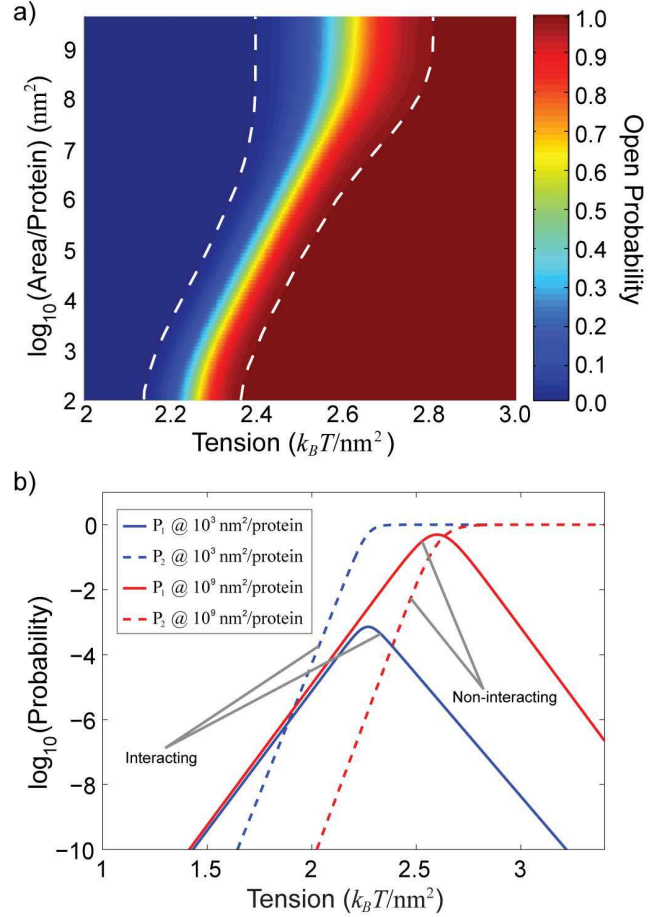 a)
9
8
7
6
5
4
3
2
log₁₀(Area/Protein) (nm²)
2 2.2 2.4 2.6 2.8 3.0
Tension (k_BT/nm²)
1.0
0.9
0.8
0.7
0.6
0.5
0.4
0.3
0.2
0.1
0.0
Open Probability
b)
P₁ @ 10³ nm²/protein
P₂ @ 10³ nm²/protein
P₁ @ 10⁹ nm²/protein
P₂ @ 10⁹ nm²/protein
0
−2
−4
−6
−8
−10
log₁₀(Probability)
Interacting
Non-interacting
1 1.5 2 2.5 3
Tension (k_BT/nm²)